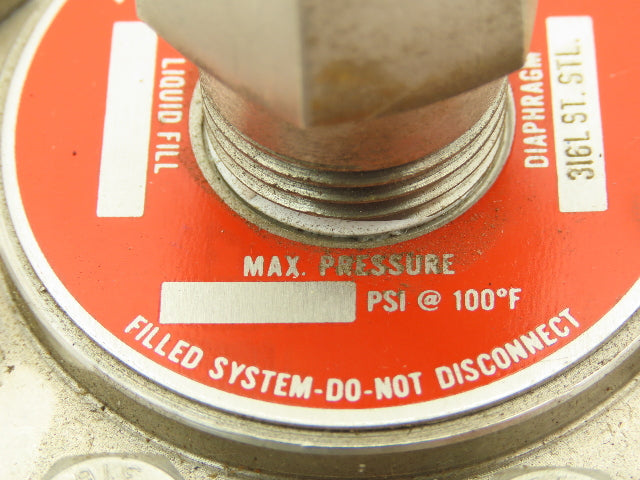 LIQUID FILL
DIAPHRAGM
316L ST. STL.
MAX. PRESSURE
PSI @ 100°F
FILLED SYSTEM-DO-NOT DISCONNECT